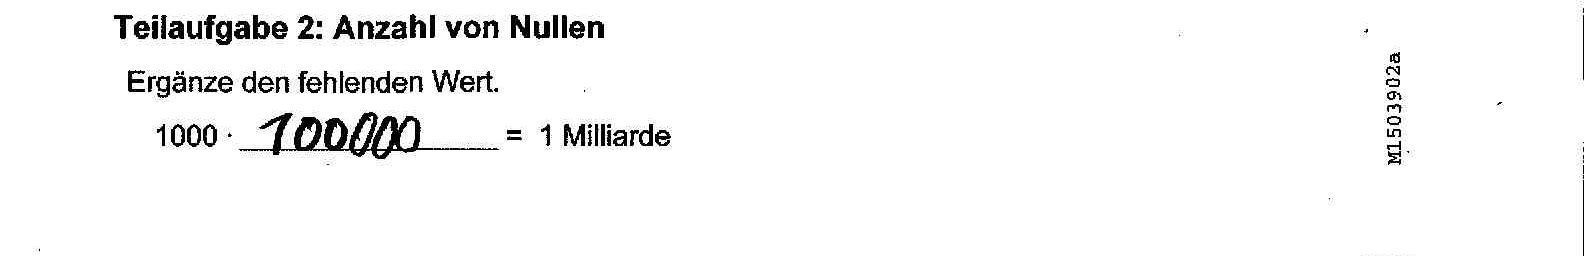 Teilaufgabe 2: Anzahl von Nullen
Ergänze den fehlenden Wert.
1000 · 100000 = 1 Milliarde
M1503902a